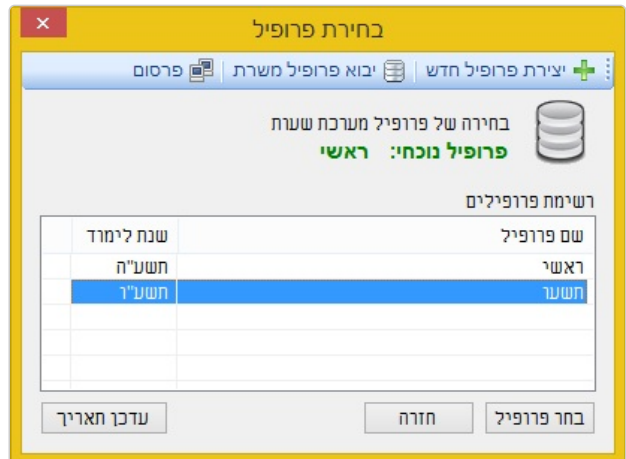 בחירת פרופיל
יצירת פרופיל חדש יבוא פרופיל משרת פרסום
בחירה של פרופיל מערכת שעות
פרופיל נוכחי: ראשי
רשימת פרופילים
שם פרופיל שנת לימוד
ראשי תשע"ה
תשעו תשע"ו
בחר פרופיל חזרה עדכן תאריך